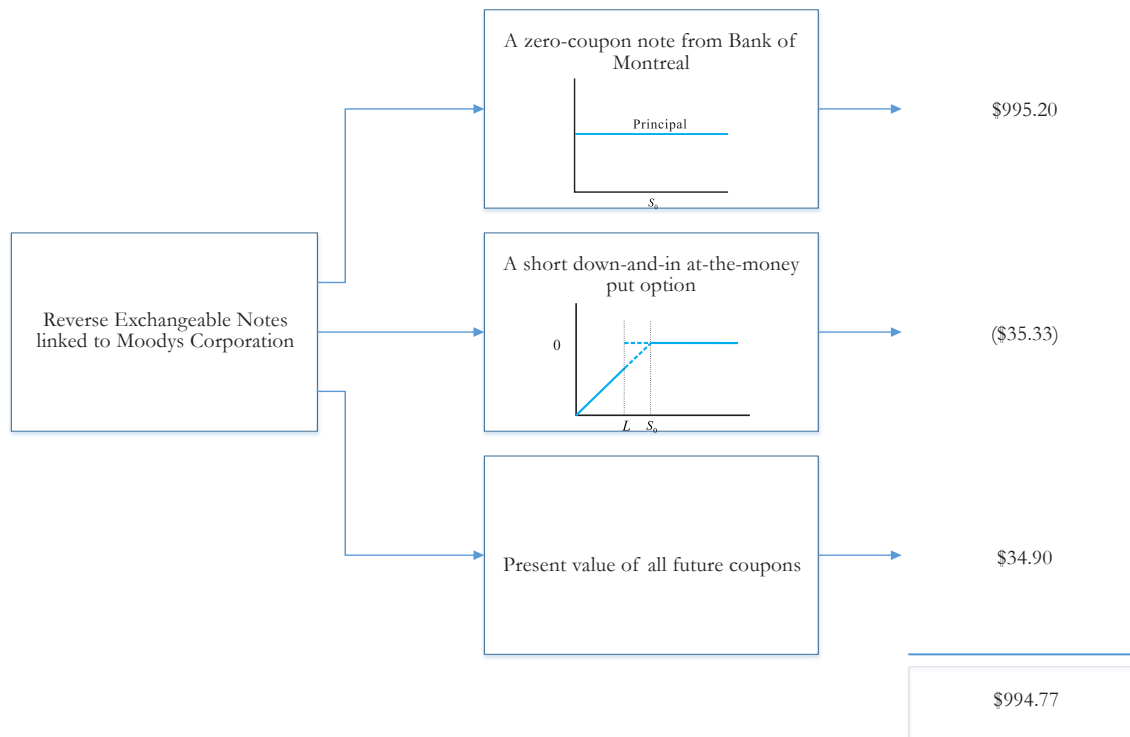 A zero-coupon note from Bank of
Montreal
Principal
S₀
$995.20
Reverse Exchangeable Notes
linked to Moodys Corporation
A short down-and-in at-the-money
put option
0
L S₀
($35.33)
Present value of all future coupons
$34.90
$994.77